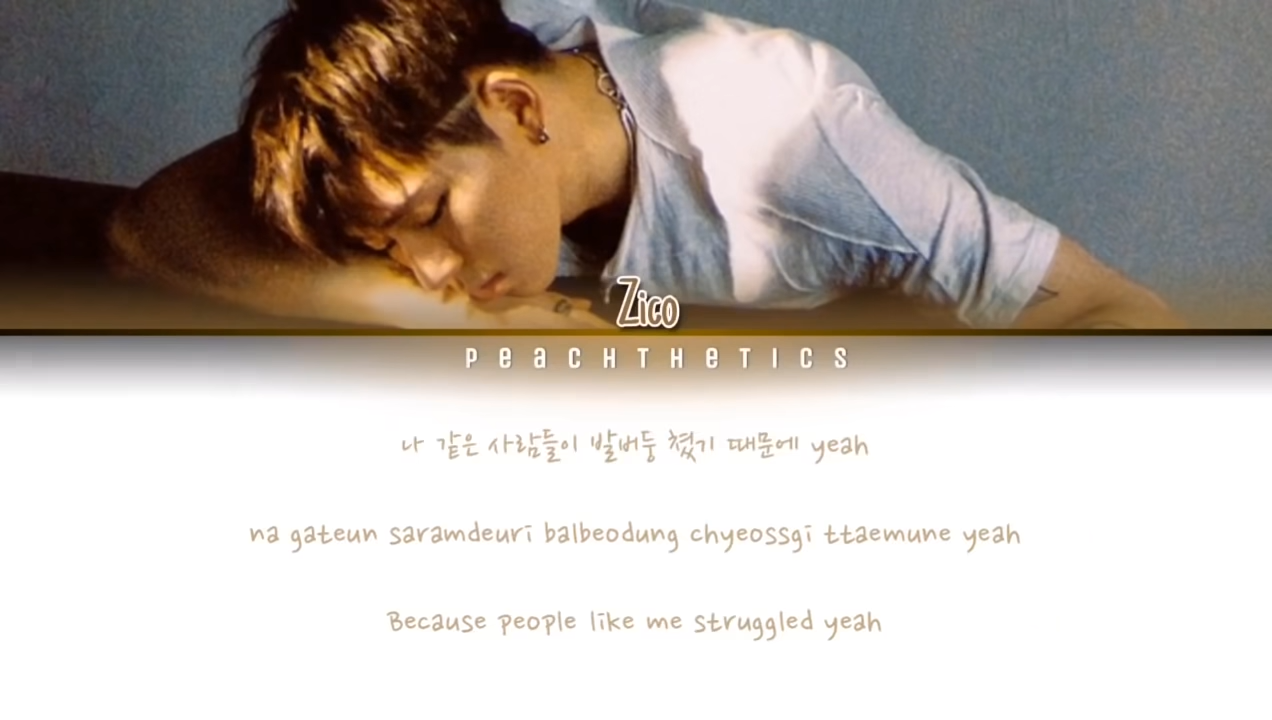 Zico
PeaCHTHeTICS
나 같은 사람들이 발버둥 쳤기 때문에 yeah
na gateun saramdeuri balbeodung chyeossgi ttaemune yeah
Because people like me struggled yeah